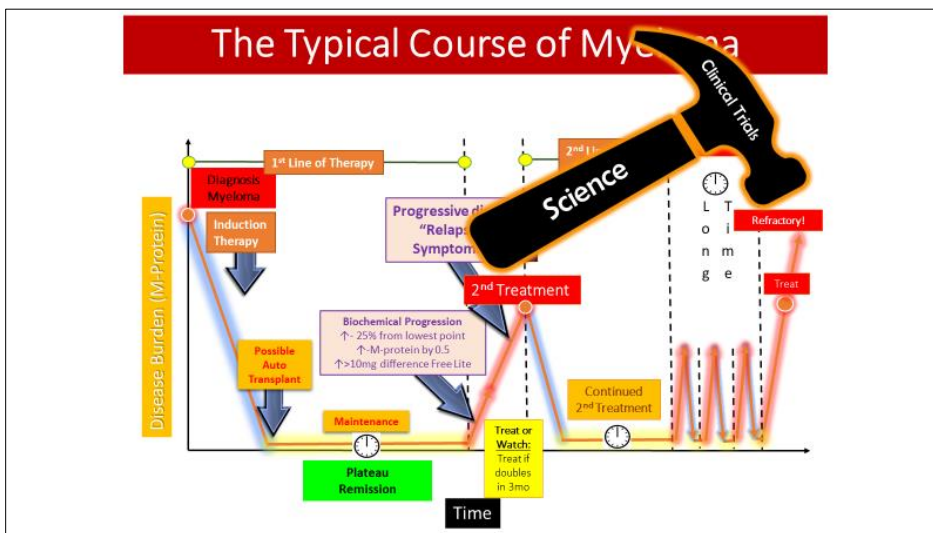 The Typical Course of Myeloma
Clinical Trials
Science
1st Line of Therapy
2nd
Diagnosis
Myeloma
Induction
Therapy
Progressive
"Relaps
Symptom
Long
Time
Refractory!
Treat
2nd Treatment
Biochemical Progression
↑- 25% from lowest point
↑-M-protein by 0.5
↑>10mg difference Free Lite
Possible
Auto
Transplant
Continued
2nd Treatment
Maintenance
Treat or
Watch:
Treat if
doubles
in 3mo
Plateau
Remission
Disease Burden (M-Protein)
Time